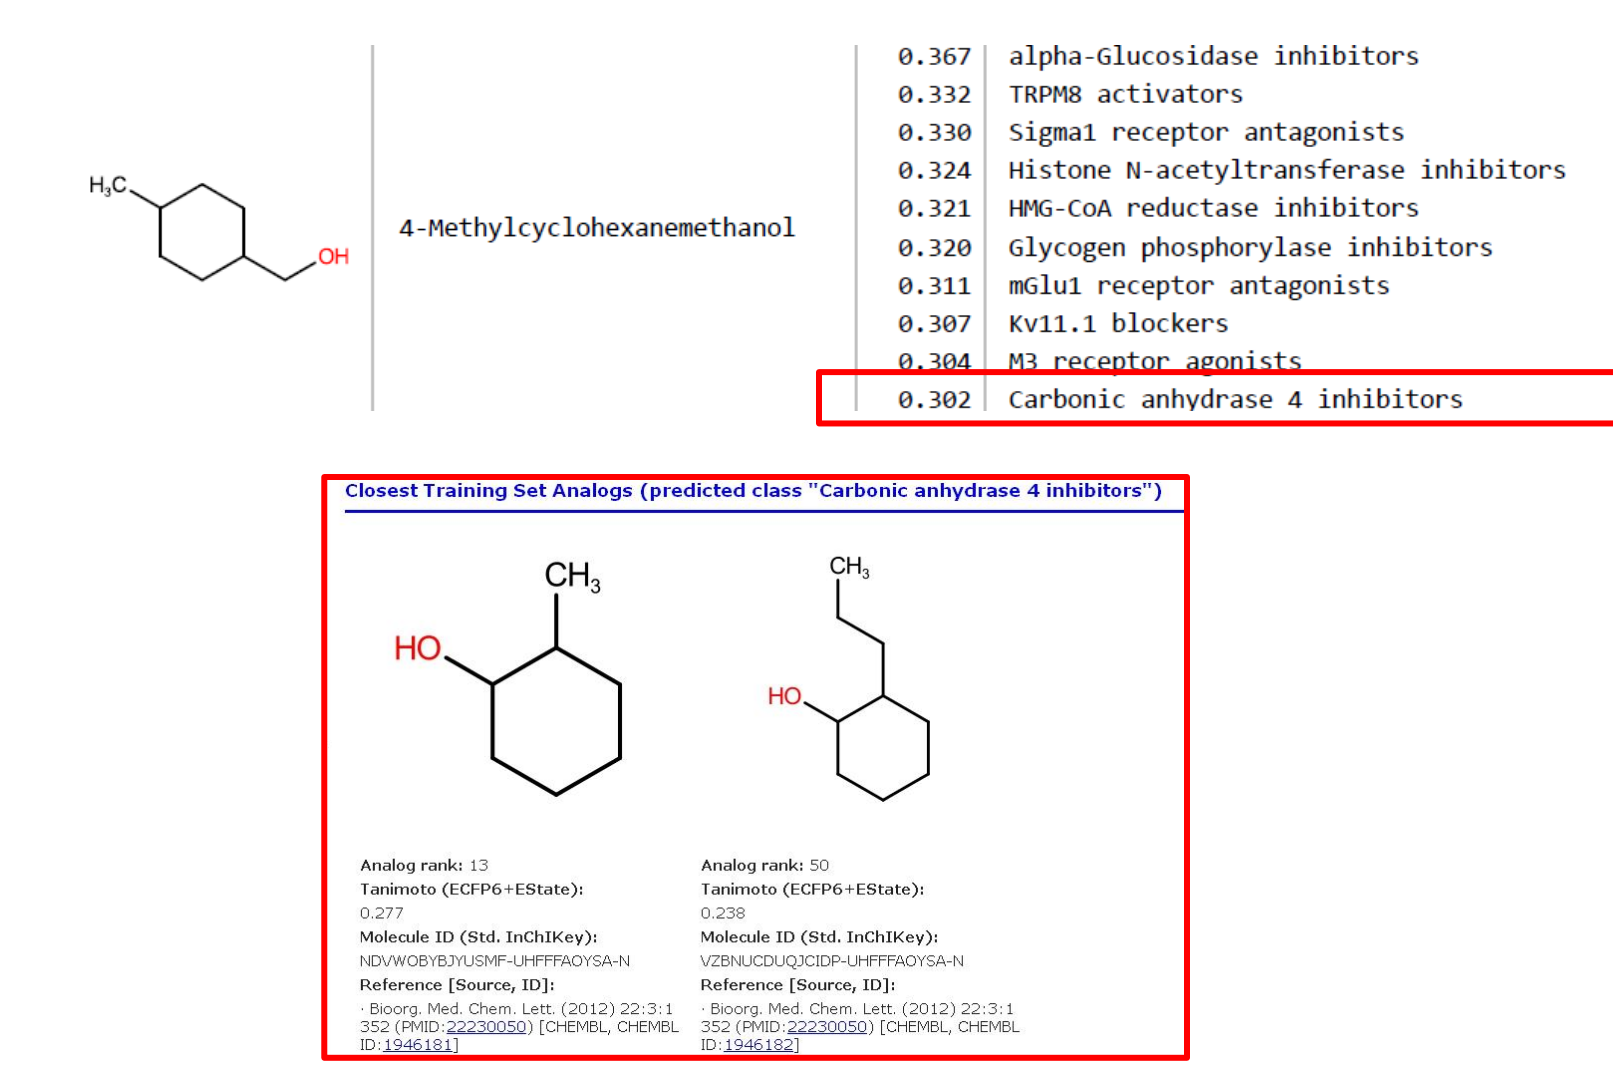 0.367 alpha-Glucosidase inhibitors
0.332 TRPM8 activators
0.330 Sigma1 receptor antagonists
0.324 Histone N-acetyltransferase inhibitors
0.321 HMG-CoA reductase inhibitors
0.320 Glycogen phosphorylase inhibitors
0.311 mGlu1 receptor antagonists
0.307 Kv11.1 blockers
0.304 M3 receptor agonists
0.302 Carbonic anhydrase 4 inhibitors
H3C
OH
4-Methylcyclohexanemethanol
Closest Training Set Analogs (predicted class "Carbonic anhydrase 4 inhibitors")
CH3
HO
Analog rank: 13
Tanimoto (ECFP6+EState):
0.277
Molecule ID (Std. InChIKey):
NDVWOBYBJYUSMF-UHFFFAOYSA-N
Reference [Source, ID]:
· Bioorg. Med. Chem. Lett. (2012) 22:3:1
352 (PMID:22230050) [CHEMBL, CHEMBL
ID:1946181]
CH3
HO
Analog rank: 50
Tanimoto (ECFP6+EState):
0.238
Molecule ID (Std. InChIKey):
VZBNUCDUQJCIDP-UHFFFAOYSA-N
Reference [Source, ID]:
· Bioorg. Med. Chem. Lett. (2012) 22:3:1
352 (PMID:22230050) [CHEMBL, CHEMBL
ID:1946182]